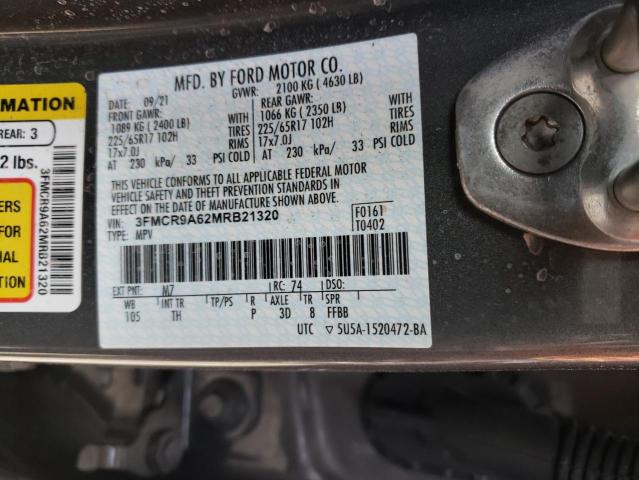 RMATION
REAR: 3
2 lbs.
ERS
FOR
AL
ION
3FMCR9A62MRB21320
MFD. BY FORD MOTOR CO.
DATE: 09/21 GVWR: 2100 KG ( 4630 LB)
FRONT GAWR: REAR GAWR:
1089 KG ( 2400 LB) WITH 1066 KG ( 2350 LB) WITH
225/65R17 102H TIRES 225/65R17 102H TIRES
17x7.0J RIMS 17x7.0J RIMS
AT 230 kPa/ 33 PSI COLD AT 230 kPa/ 33 PSI COLD
THIS VEHICLE CONFORMS TO ALL APPLICABLE FEDERAL MOTOR
VEHICLE SAFETY AND THEFT PREVENTION STANDARDS IN EFFECT
ON THE DATE OF MANUFACTURE SHOWN ABOVE.
VIN: 3FMCR9A62MRB21320 F0161
TYPE: MPV T0402
EXT PNT: M7 RC: 74 DSO:
WB INT TR TP/PS R AXLE TR SPR
105 TH P 3D 8 FFBB
UTC ▽ 5U5A-1520472-BA